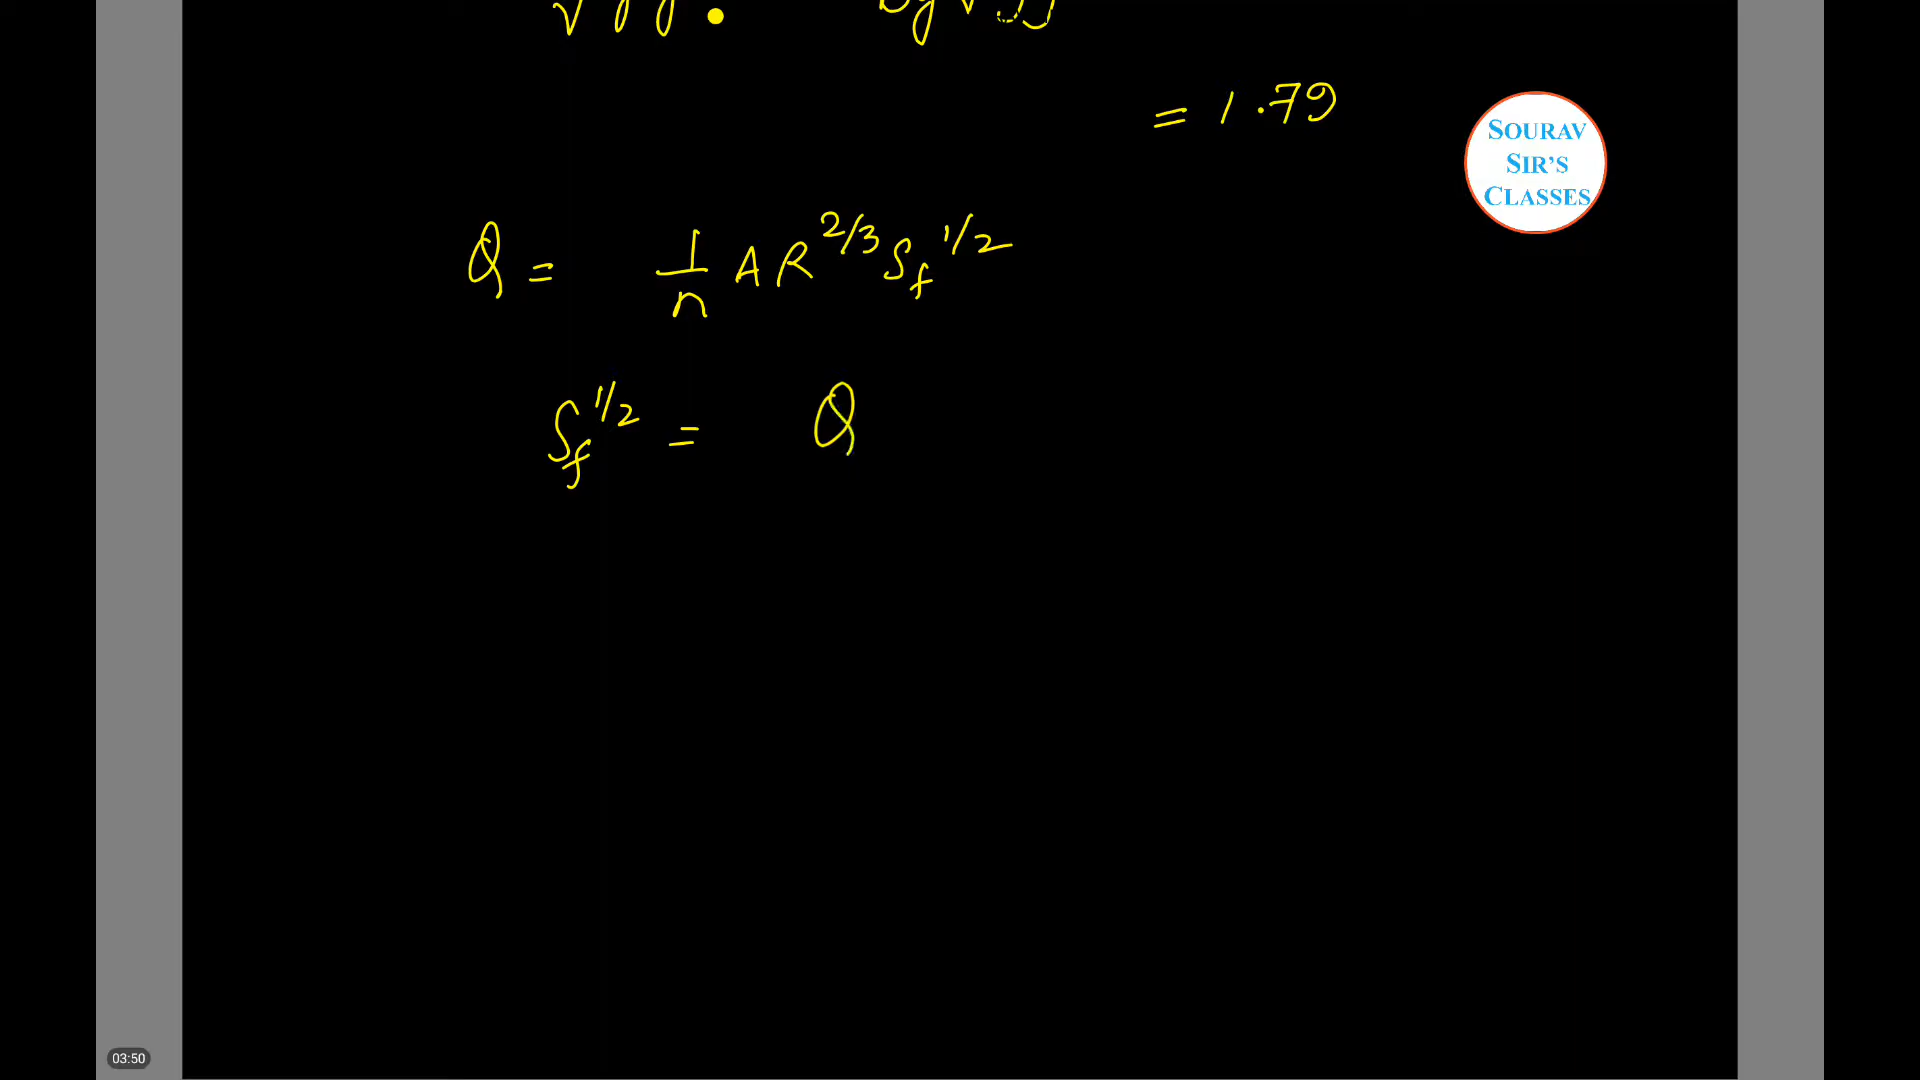 = 1.79
SOURAV
SIR'S
CLASSES
Q = 1/n A R^2/3 S_f^1/2
S_f^1/2 = Q
03:50